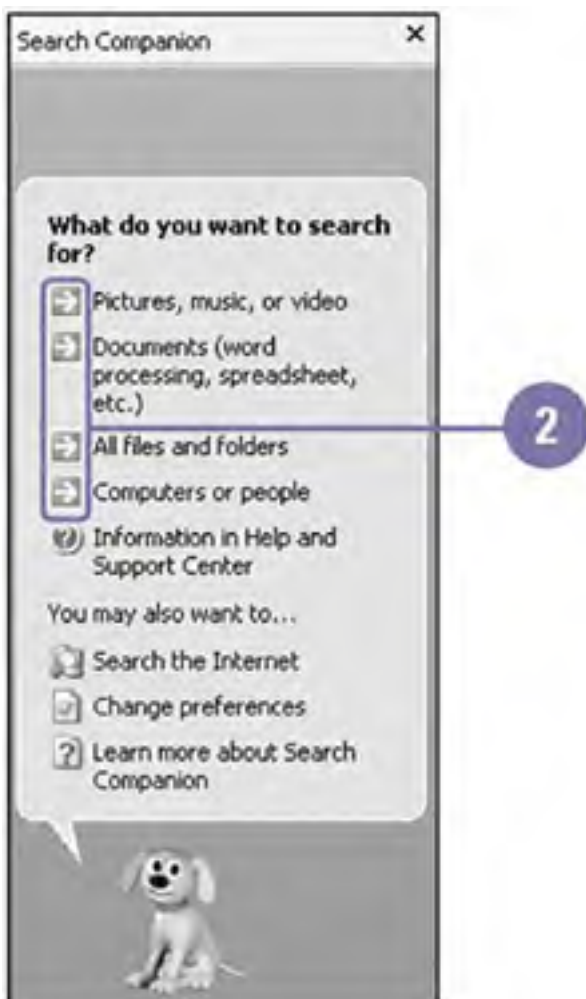 Search Companion
What do you want to search
for?
Pictures, music, or video
Documents (word
processing, spreadsheet,
etc.)
2
All files and folders
Computers or people
Information in Help and
Support Center
You may also want to...
Search the Internet
Change preferences
Learn more about Search
Companion